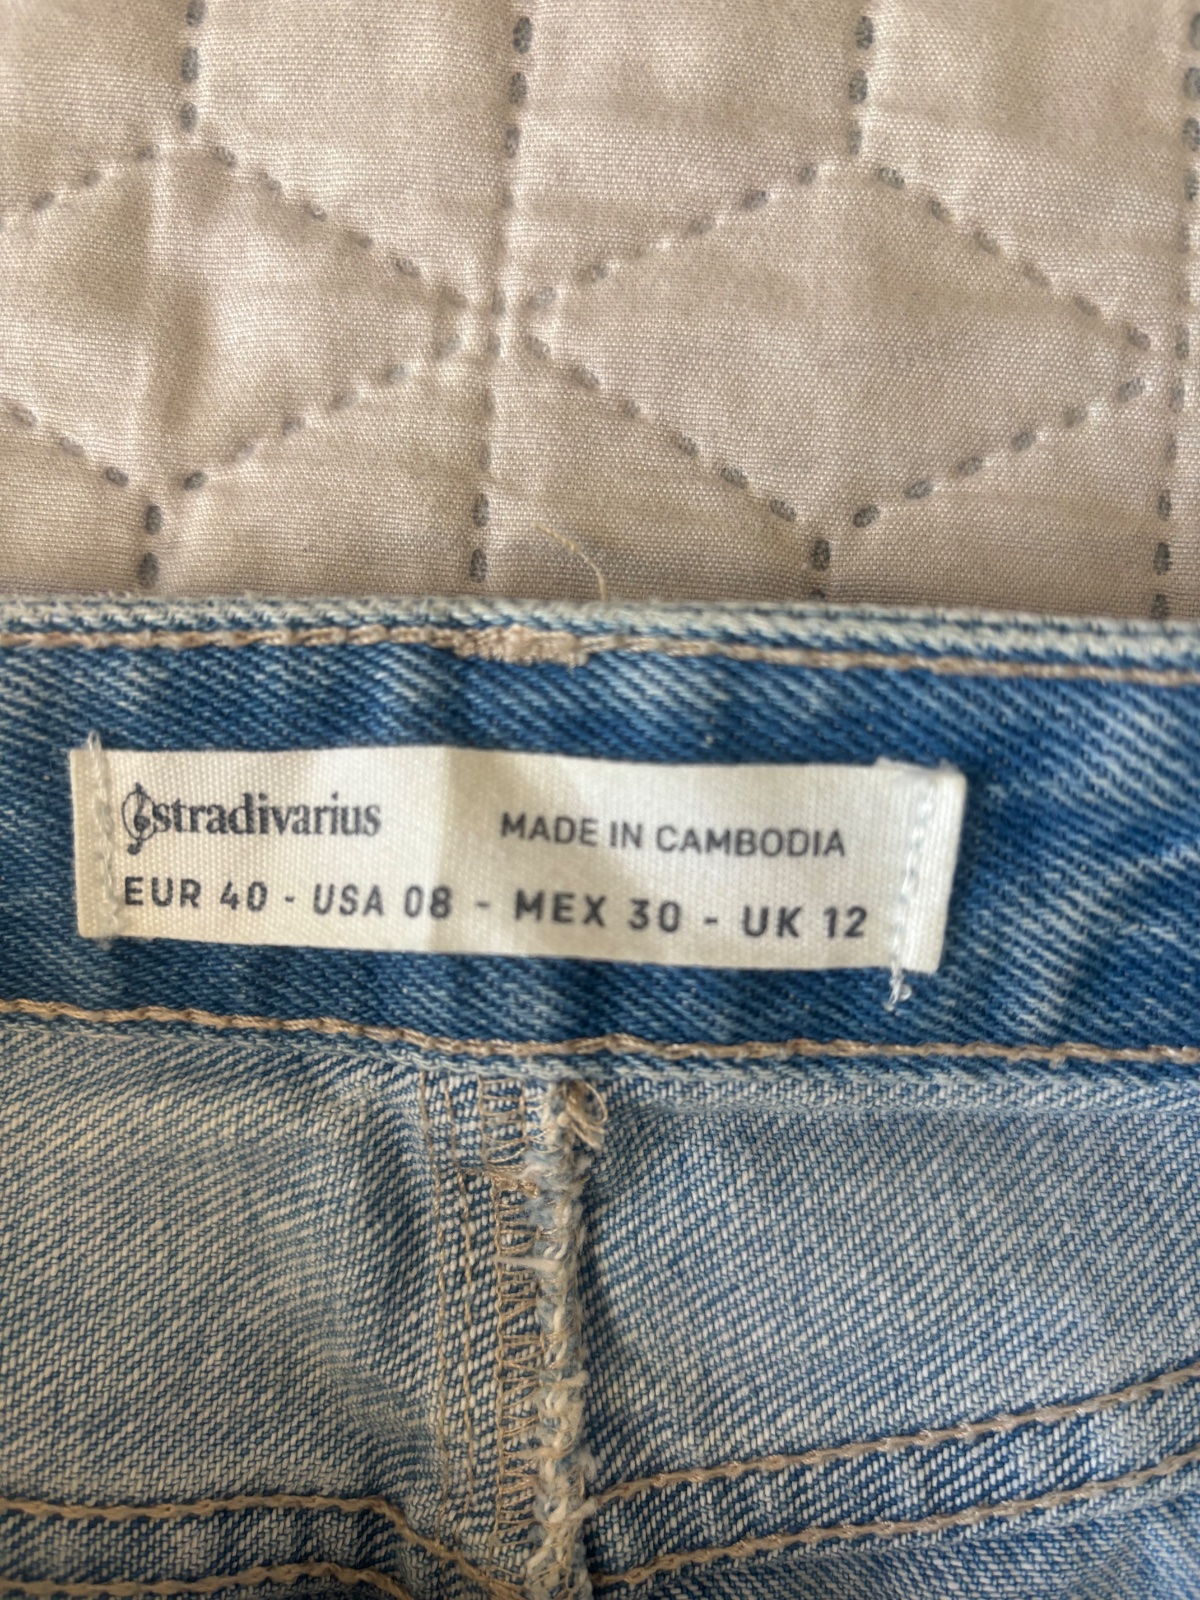 stradivarius MADE IN CAMBODIA
EUR 40 - USA 08 - MEX 30 - UK 12